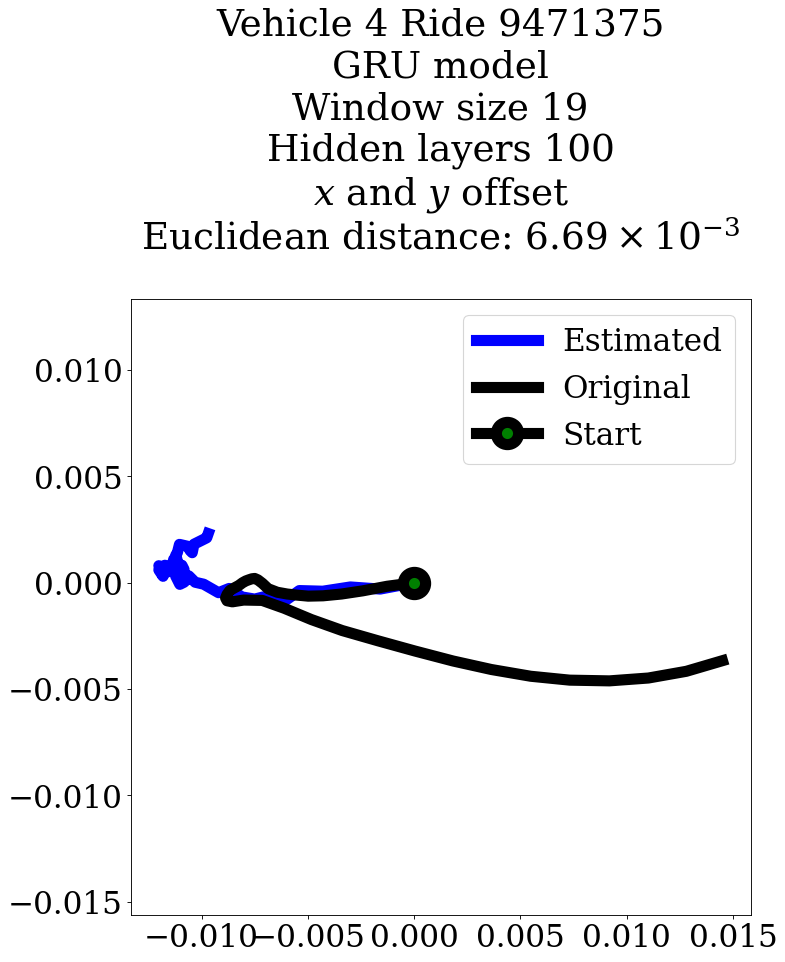 Vehicle 4 Ride 9471375
GRU model
Window size 19
Hidden layers 100
x and y offset
Euclidean distance: 6.69 × 10⁻³
Estimated
Original
Start
0.010
0.005
0.000
−0.005
−0.010
−0.015
−0.010 −0.005 0.000 0.005 0.010 0.015